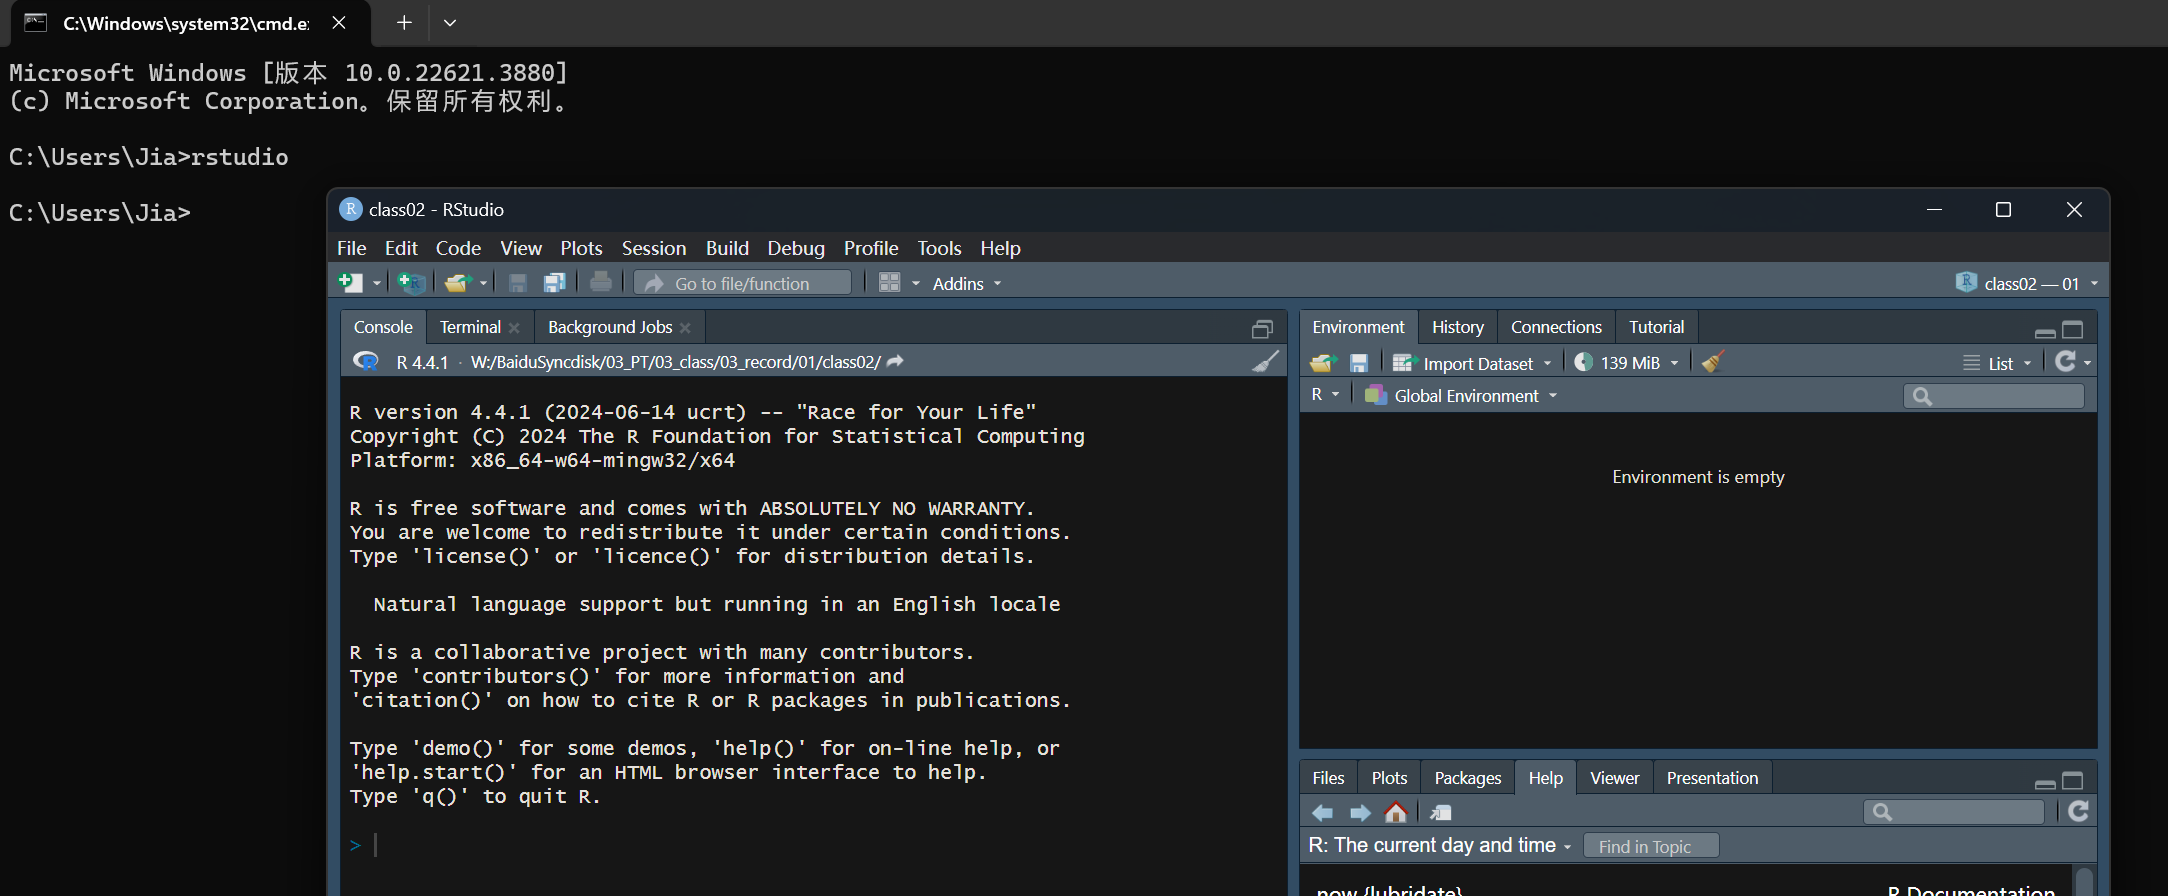 C:\Windows\system32\cmd.e
Microsoft Windows [版本 10.0.22621.3880]
(c) Microsoft Corporation。保留所有权利。
C:\Users\Jia>rstudio
C:\Users\Jia>
class02 - RStudio
File Edit Code View Plots Session Build Debug Profile Tools Help
Go to file/function Addins class02 — 01
Console Terminal Background Jobs
R 4.4.1 · W:/BaiduSyncdisk/03_PT/03_class/03_record/01/class02/
R version 4.4.1 (2024-06-14 ucrt) -- "Race for Your Life"
Copyright (C) 2024 The R Foundation for Statistical Computing
Platform: x86_64-w64-mingw32/x64
R is free software and comes with ABSOLUTELY NO WARRANTY.
You are welcome to redistribute it under certain conditions.
Type 'license()' or 'licence()' for distribution details.
Natural language support but running in an English locale
R is a collaborative project with many contributors.
Type 'contributors()' for more information and
'citation()' on how to cite R or R packages in publications.
Type 'demo()' for some demos, 'help()' for on-line help, or
'help.start()' for an HTML browser interface to help.
Type 'q()' to quit R.
>
Environment History Connections Tutorial
Import Dataset 139 MiB List
R Global Environment
Environment is empty
Files Plots Packages Help Viewer Presentation
R: The current day and time Find in Topic
now {lubridate} R Documentation